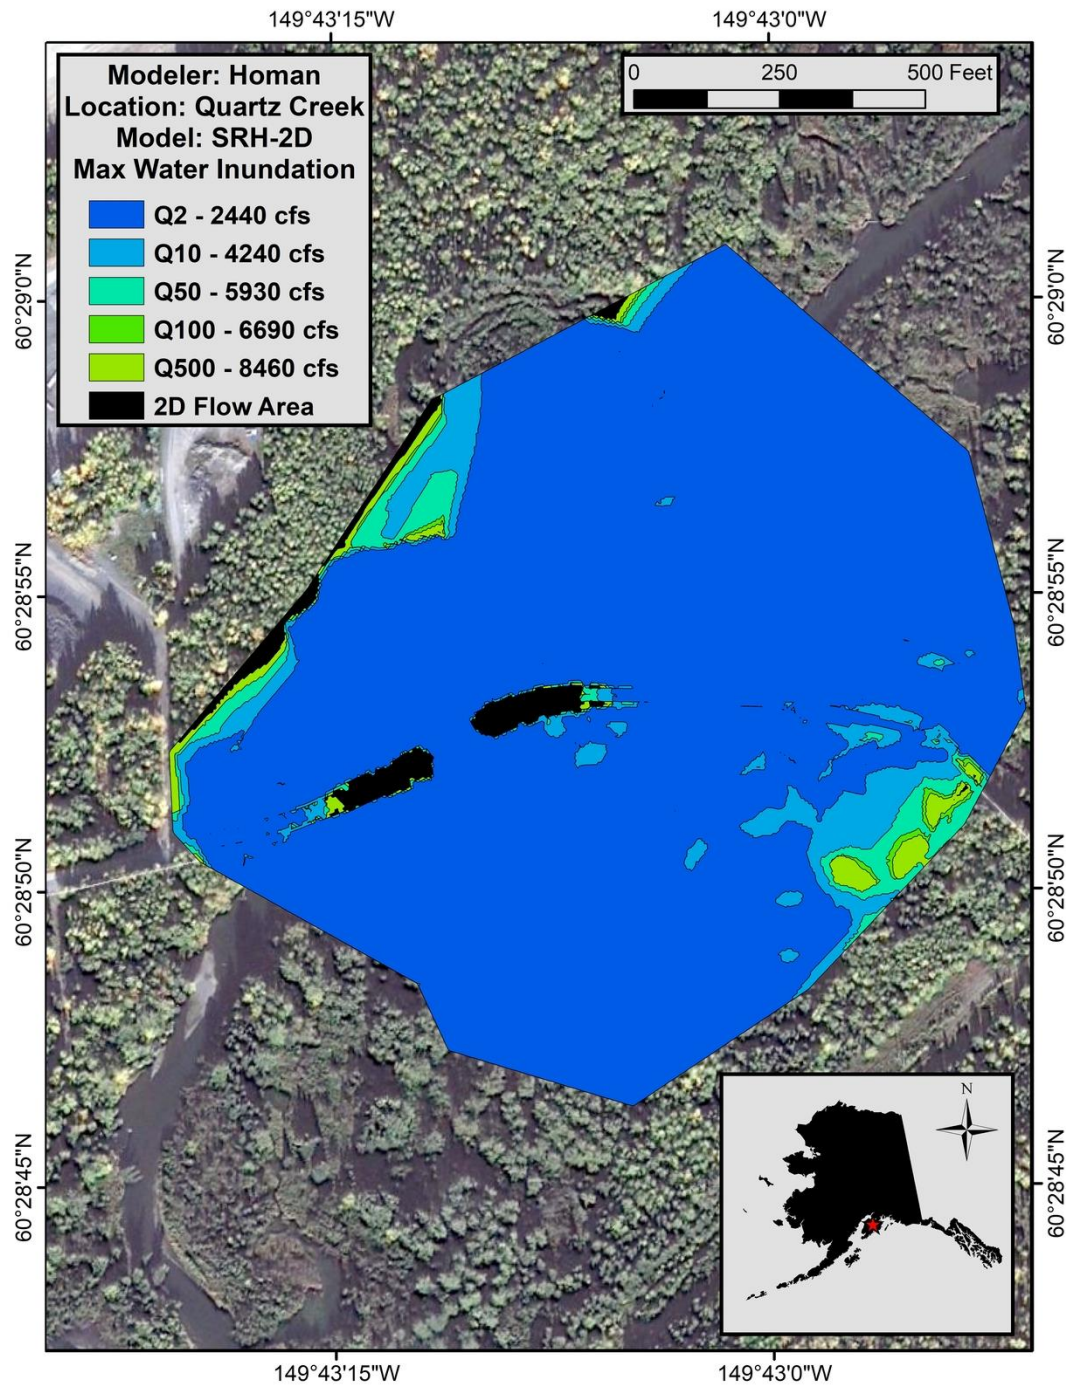 149°43'15"W 149°43'0"W
Modeler: Homan
Location: Quartz Creek
Model: SRH-2D
Max Water Inundation
Q2 - 2440 cfs
Q10 - 4240 cfs
Q50 - 5930 cfs
Q100 - 6690 cfs
Q500 - 8460 cfs
2D Flow Area
0 250 500 Feet
60°29'0"N
60°28'55"N
60°28'50"N
60°28'45"N
60°29'0"N
60°28'55"N
60°28'50"N
60°28'45"N
N
149°43'15"W 149°43'0"W